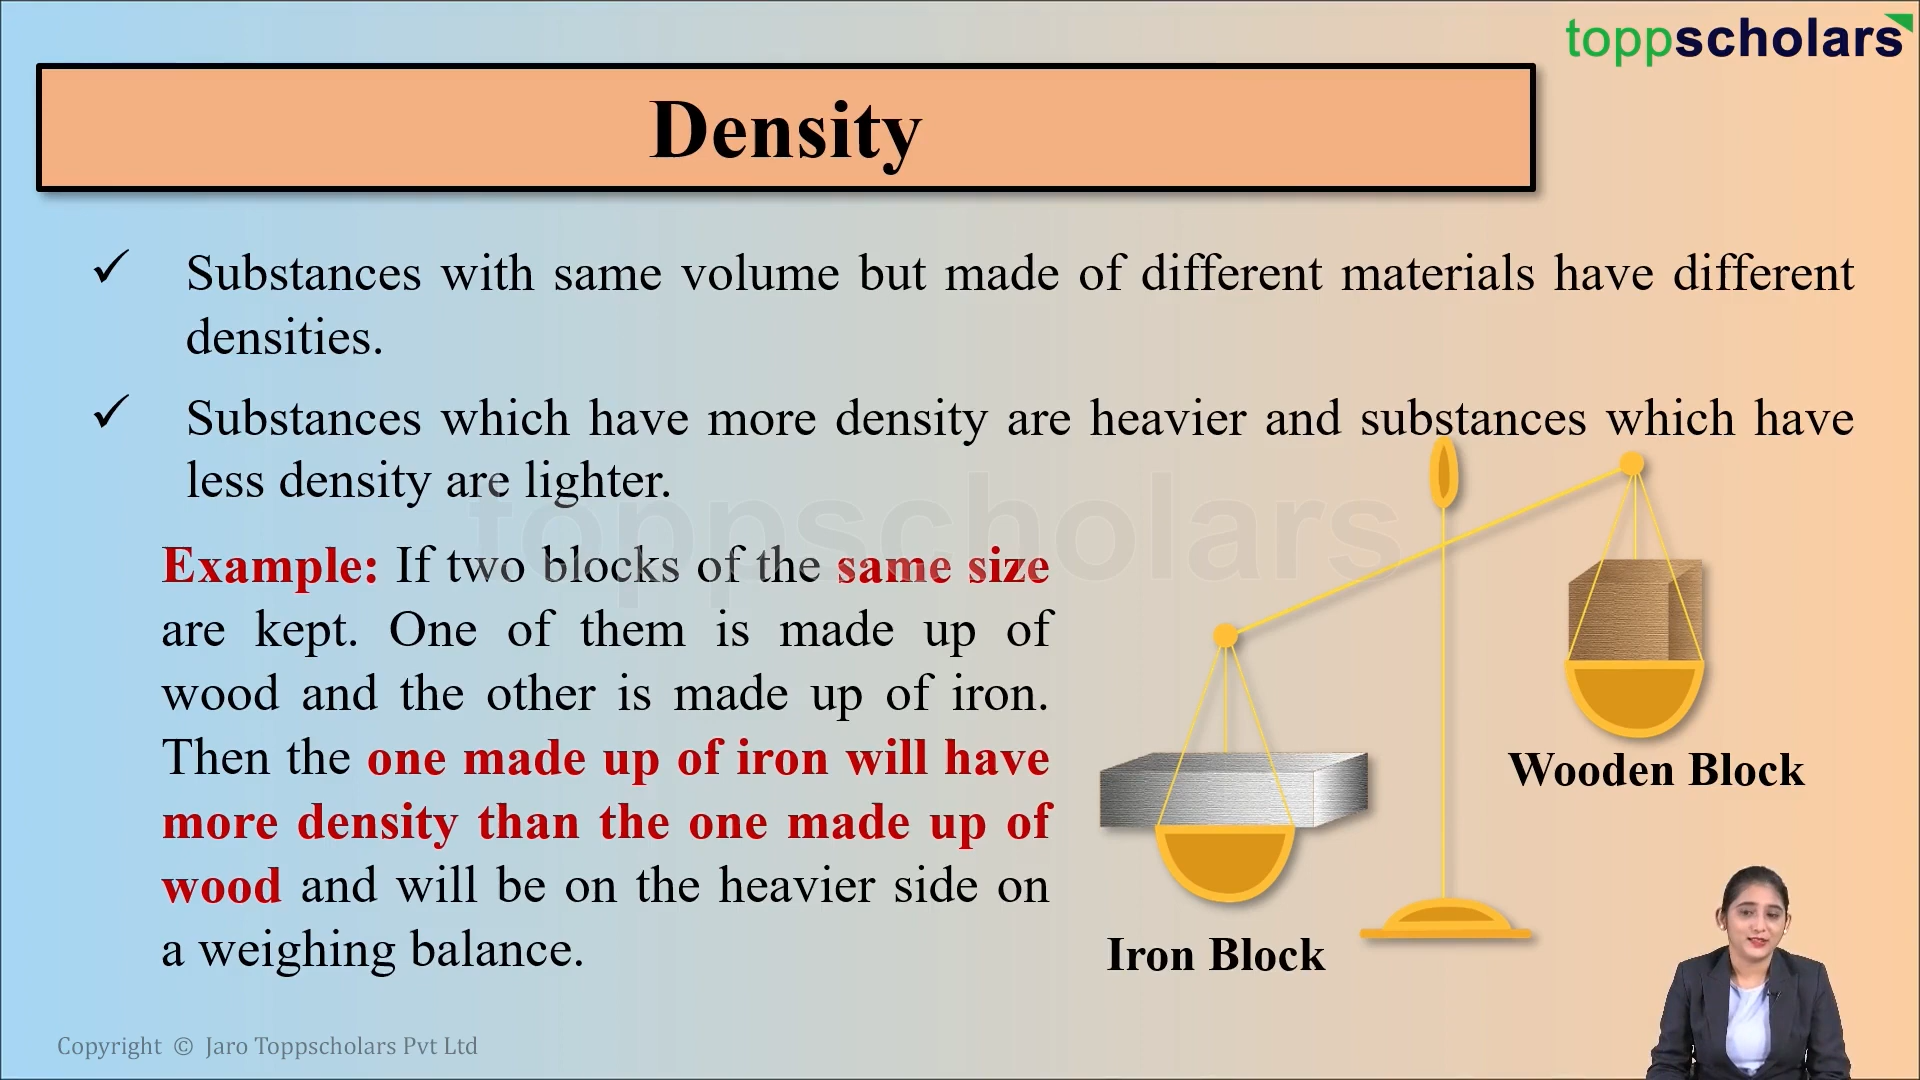 toppscholars
Density
✓ Substances with same volume but made of different materials have different
densities.
✓ Substances which have more density are heavier and substances which have
less density are lighter.
toppscholars
Example: If two blocks of the same size
are kept. One of them is made up of
wood and the other is made up of iron.
Then the one made up of iron will have
more density than the one made up of
wood and will be on the heavier side on
a weighing balance.
Wooden Block
Iron Block
Copyright © Jaro Toppscholars Pvt Ltd